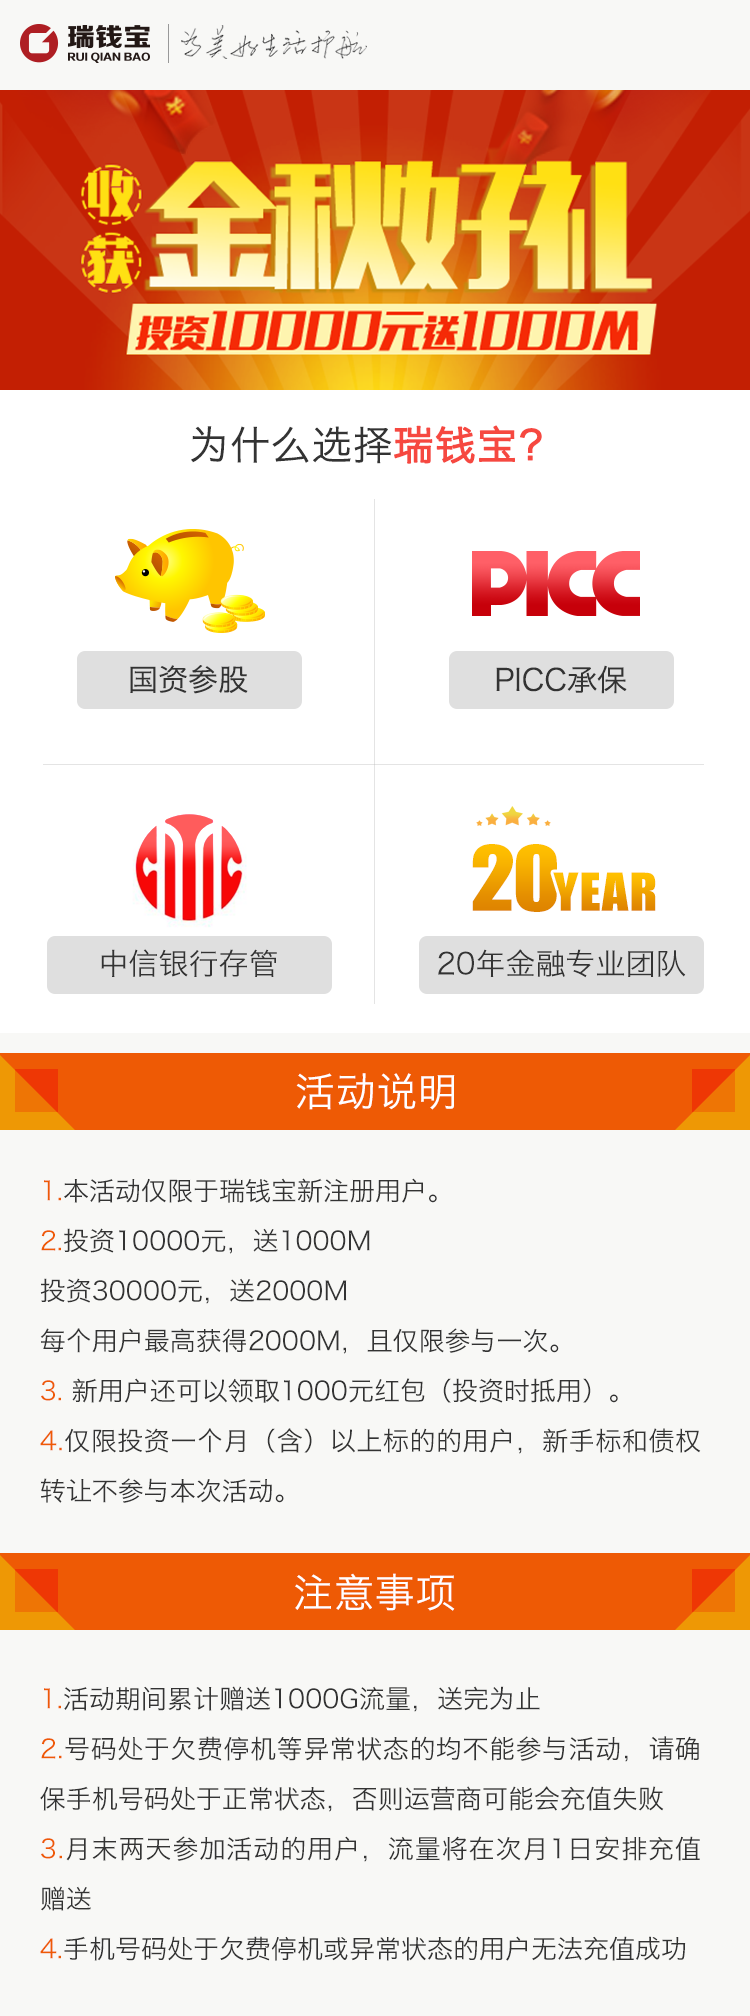 瑞钱宝
RUI QIAN BAO
为美好生活护航
收获
金秋好礼
投资10000元送1000M
为什么选择瑞钱宝？
PICC
国资参股
PICC承保
20YEAR
中信银行存管
20年金融专业团队
活动说明
1.本活动仅限于瑞钱宝新注册用户。
2.投资10000元，送1000M
投资30000元，送2000M
每个用户最高获得2000M，且仅限参与一次。
3. 新用户还可以领取1000元红包（投资时抵用）。
4.仅限投资一个月（含）以上标的的用户，新手标和债权
转让不参与本次活动。
注意事项
1.活动期间累计赠送1000G流量，送完为止
2.号码处于欠费停机等异常状态的均不能参与活动，请确
保手机号码处于正常状态，否则运营商可能会充值失败
3.月末两天参加活动的用户，流量将在次月1日安排充值
赠送
4.手机号码处于欠费停机或异常状态的用户无法充值成功